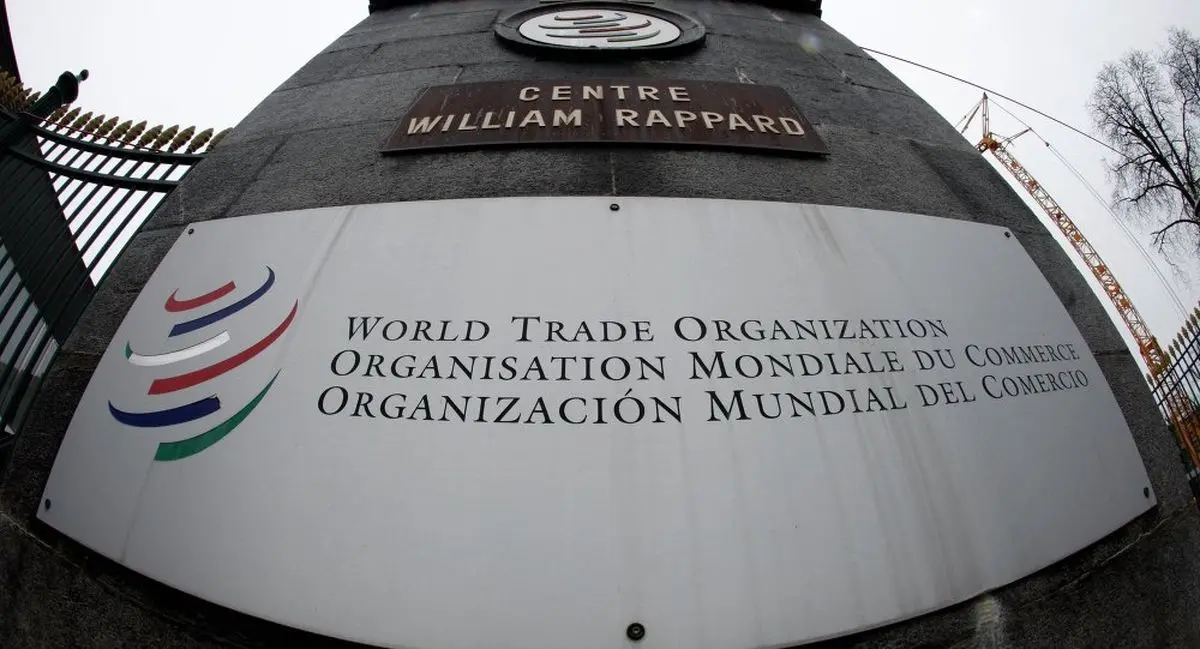 CENTRE
WILLIAM RAPPARD
WORLD TRADE ORGANIZATION
ORGANISATION MONDIALE DU COMMERCE
ORGANIZACIÓN MUNDIAL DEL COMERCIO